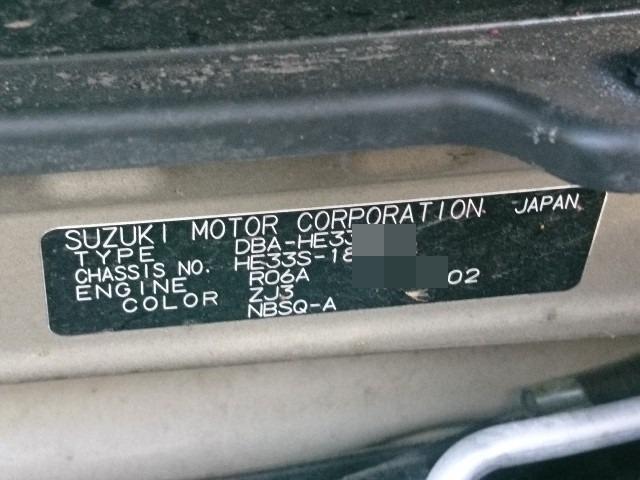 SUZUKI MOTOR CORPORATION JAPAN
TYPE DBA-HE33
CHASSIS NO. HE33S-18
ENGINE R06A 02
COLOR ZJ3
NBSQ-A